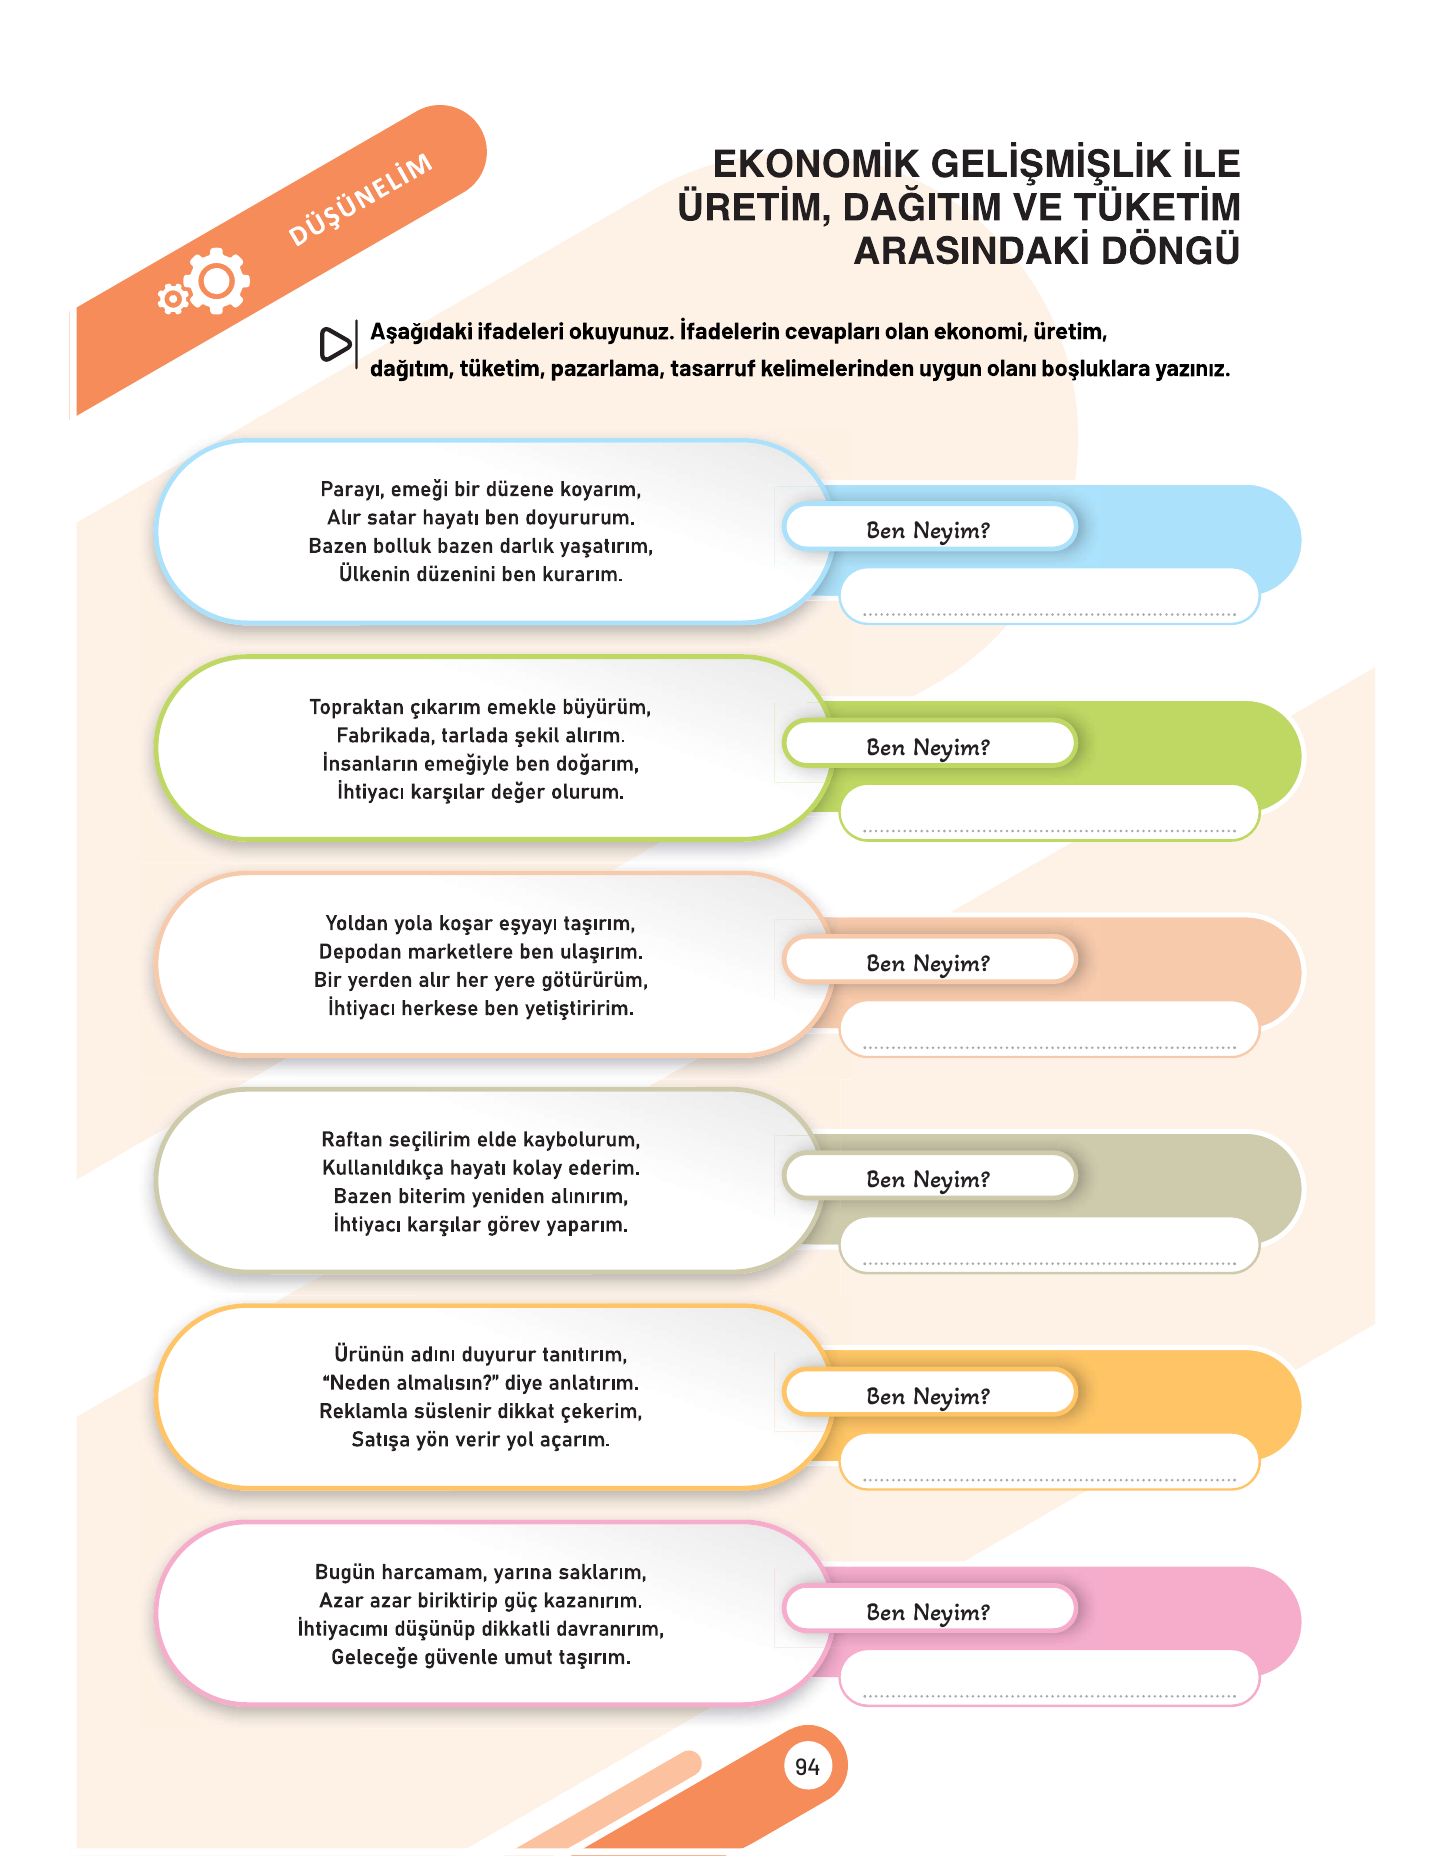 DÜŞÜNELİM
EKONOMİK GELİŞMİŞLİK İLE
ÜRETİM, DAĞITIM VE TÜKETİM
ARASINDAKİ DÖNGÜ
Aşağıdaki ifadeleri okuyunuz. İfadelerin cevapları olan ekonomi, üretim,
dağıtım, tüketim, pazarlama, tasarruf kelimelerinden uygun olanı boşluklara yazınız.
Parayı, emeği bir düzene koyarım,
Alır satar hayatı ben doyururum.
Bazen bolluk bazen darlık yaşatırım,
Ülkenin düzenini ben kurarım.
Ben Neyim?
Topraktan çıkarım emekle büyürüm,
Fabrikada, tarlada şekil alırım.
İnsanların emeğiyle ben doğarım,
İhtiyacı karşılar değer olurum.
Ben Neyim?
Yoldan yola koşar eşyayı taşırım,
Depodan marketlere ben ulaşırım.
Bir yerden alır her yere götürürüm,
İhtiyacı herkese ben yetiştiririm.
Ben Neyim?
Raftan seçilirim elde kaybolurum,
Kullanıldıkça hayatı kolay ederim.
Bazen biterim yeniden alınırım,
İhtiyacı karşılar görev yaparım.
Ben Neyim?
Ürünün adını duyurur tanıtırım,
“Neden almalısın?” diye anlatırım.
Reklamla süslenir dikkat çekerim,
Satışa yön verir yol açarım.
Ben Neyim?
Bugün harcamam, yarına saklarım,
Azar azar biriktirip güç kazanırım.
İhtiyacımı düşünüp dikkatli davranırım,
Geleceğe güvenle umut taşırım.
Ben Neyim?
94